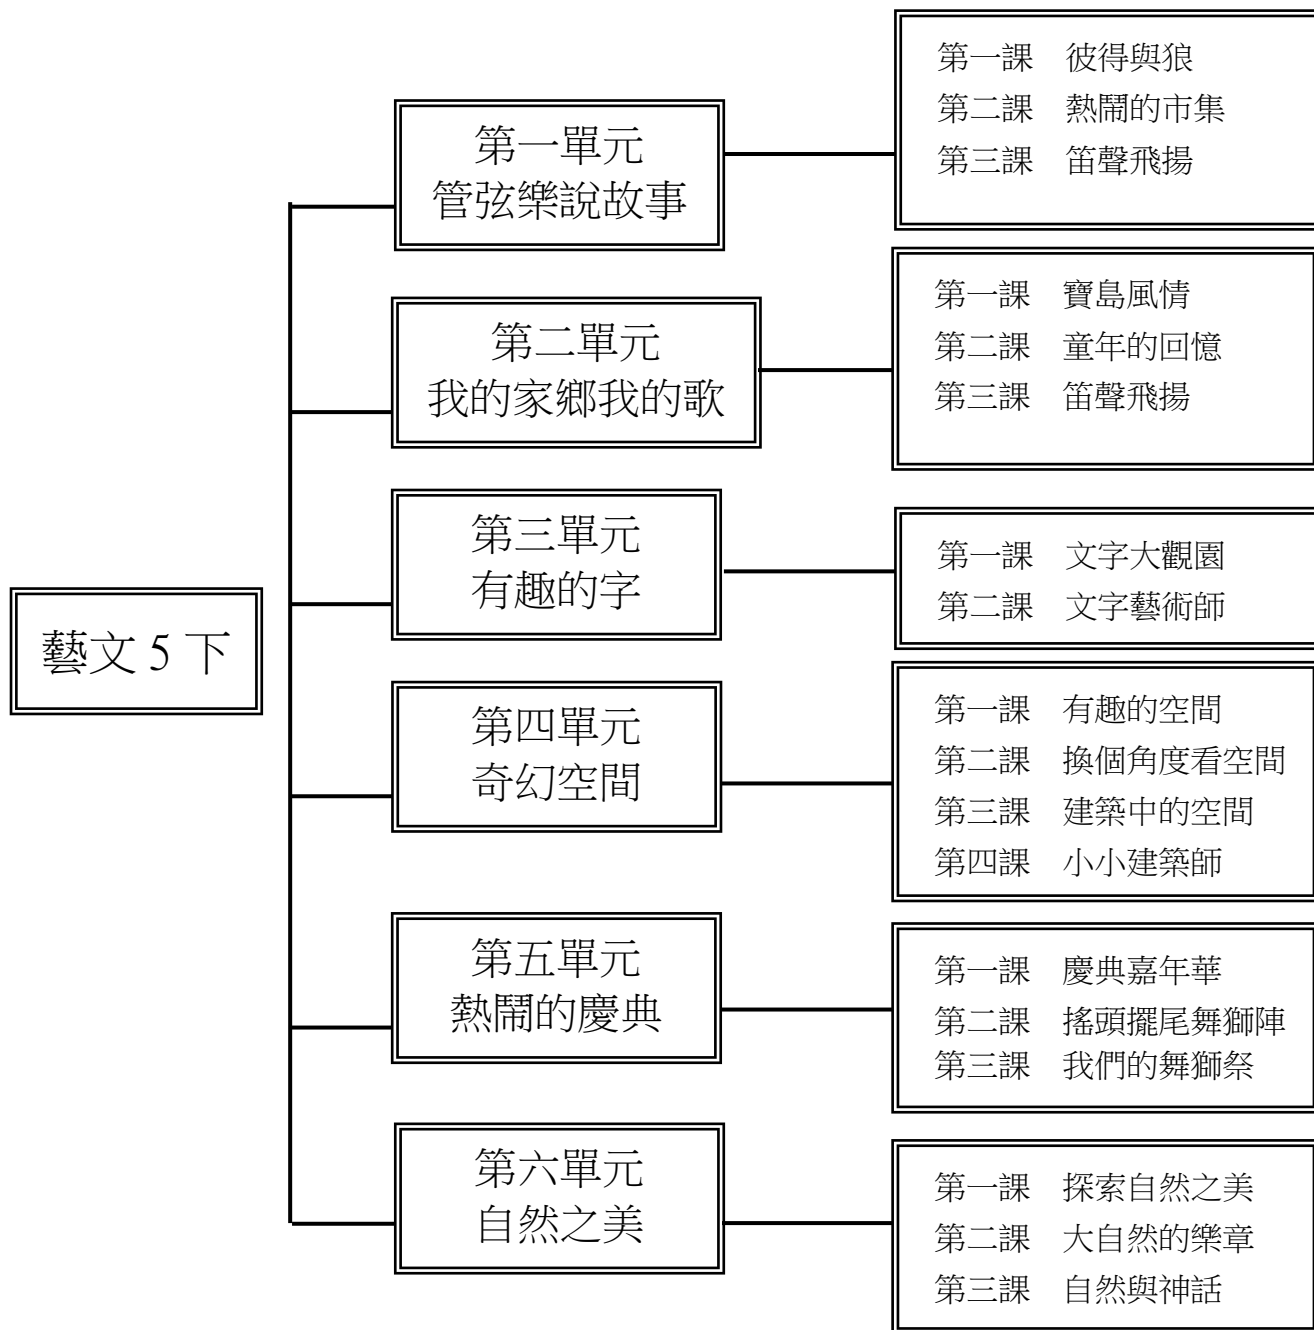 藝文 5 下
第一單元
管弦樂說故事
第一課　彼得與狼
第二課　熱鬧的市集
第三課　笛聲飛揚
第二單元
我的家鄉我的歌
第一課　寶島風情
第二課　童年的回憶
第三課　笛聲飛揚
第三單元
有趣的字
第一課　文字大觀園
第二課　文字藝術師
第四單元
奇幻空間
第一課　有趣的空間
第二課　換個角度看空間
第三課　建築中的空間
第四課　小小建築師
第五單元
熱鬧的慶典
第一課　慶典嘉年華
第二課　搖頭擺尾舞獅陣
第三課　我們的舞獅祭
第六單元
自然之美
第一課　探索自然之美
第二課　大自然的樂章
第三課　自然與神話